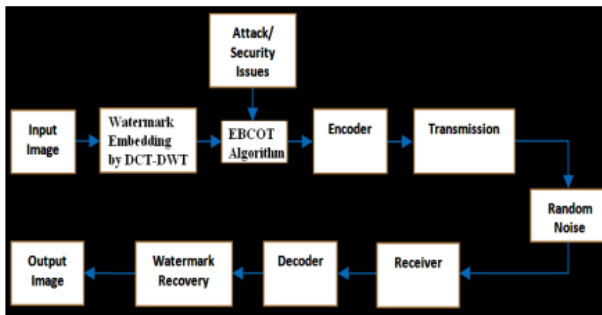 Attack/
Security
Issues
Input
Image
Watermark
Embedding
by DCT-DWT
EBCOT
Algorithm
Encoder
Transmission
Random
Noise
Output
Image
Watermark
Recovery
Decoder
Receiver